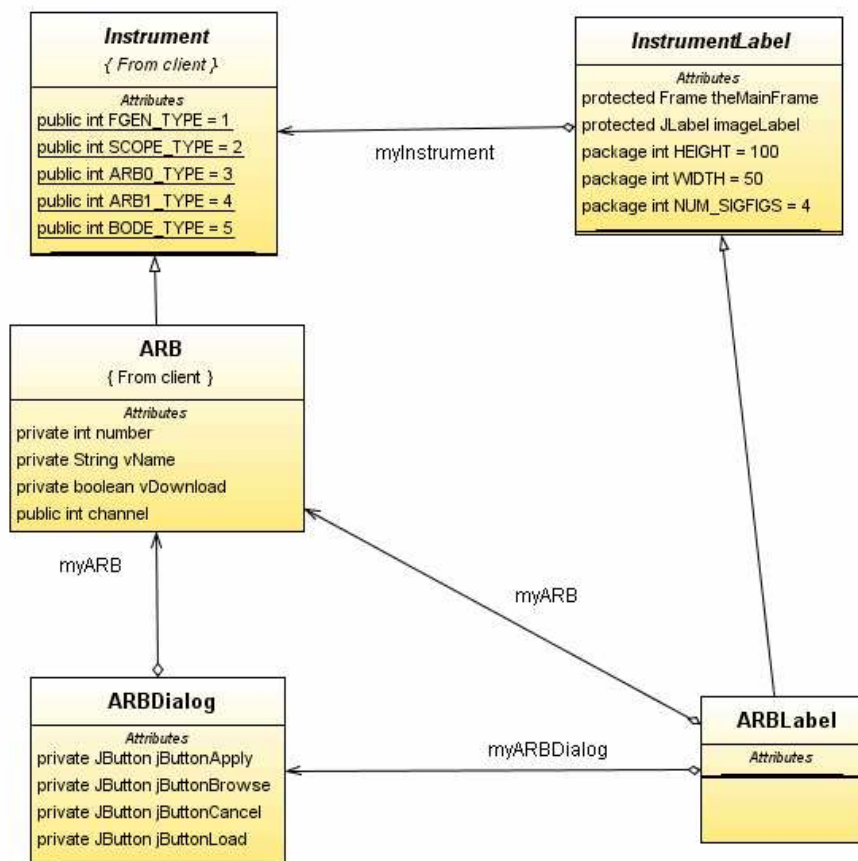 Instrument
{ From client }
Attributes
public int FGEN_TYPE = 1
public int SCOPE_TYPE = 2
public int ARB0_TYPE = 3
public int ARB1_TYPE = 4
public int BODE_TYPE = 5
InstrumentLabel
Attributes
protected Frame theMainFrame
protected JLabel imageLabel
package int HEIGHT = 100
package int WIDTH = 50
package int NUM_SIGFIGS = 4
myInstrument
ARB
{ From client }
Attributes
private int number
private String vName
private boolean vDownload
public int channel
myARB
myARB
ARBDialog
Attributes
private JButton jButtonApply
private JButton jButtonBrowse
private JButton jButtonCancel
private JButton jButtonLoad
myARBDialog
ARBLabel
Attributes